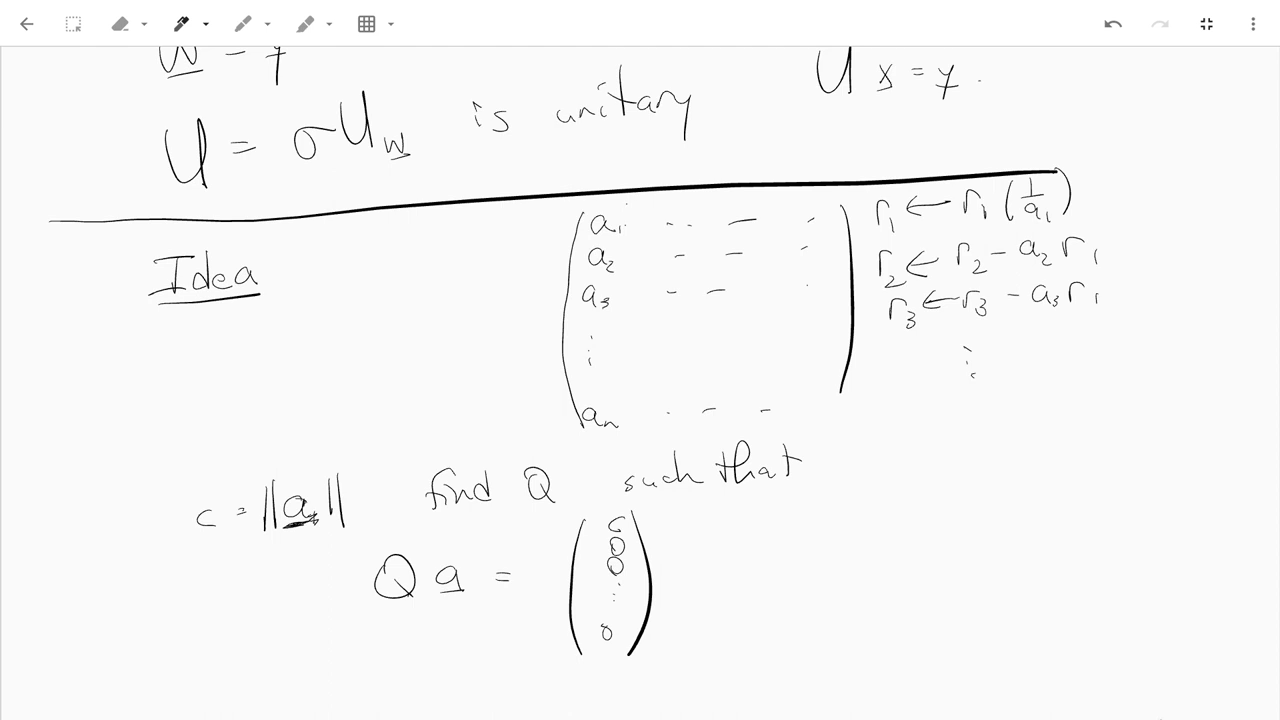 w = y
U x = y.
U = σ U_w is unitary
Idea
a₁ .. — .
a₂ - - ..
a₃ - - .
⋮
aₙ . - -
r₁ ← r₁ (1/a₁)
r₂ ← r₂ - a₂ r₁
r₃ ← r₃ - a₃ r₁
⋮
c = ||a|| find Q such that
Q a = ( c
0
0
⋮
0 )